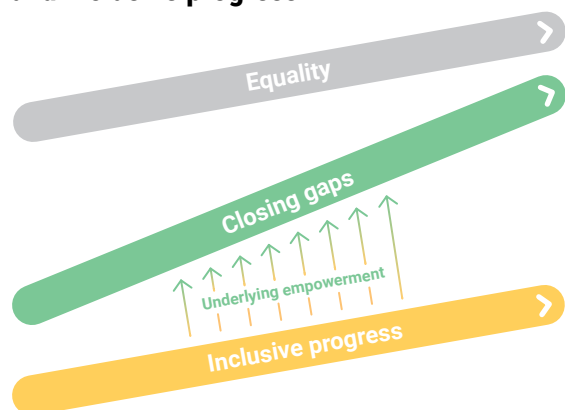 Equality
Closing gaps
Underlying empowerment
Inclusive progress